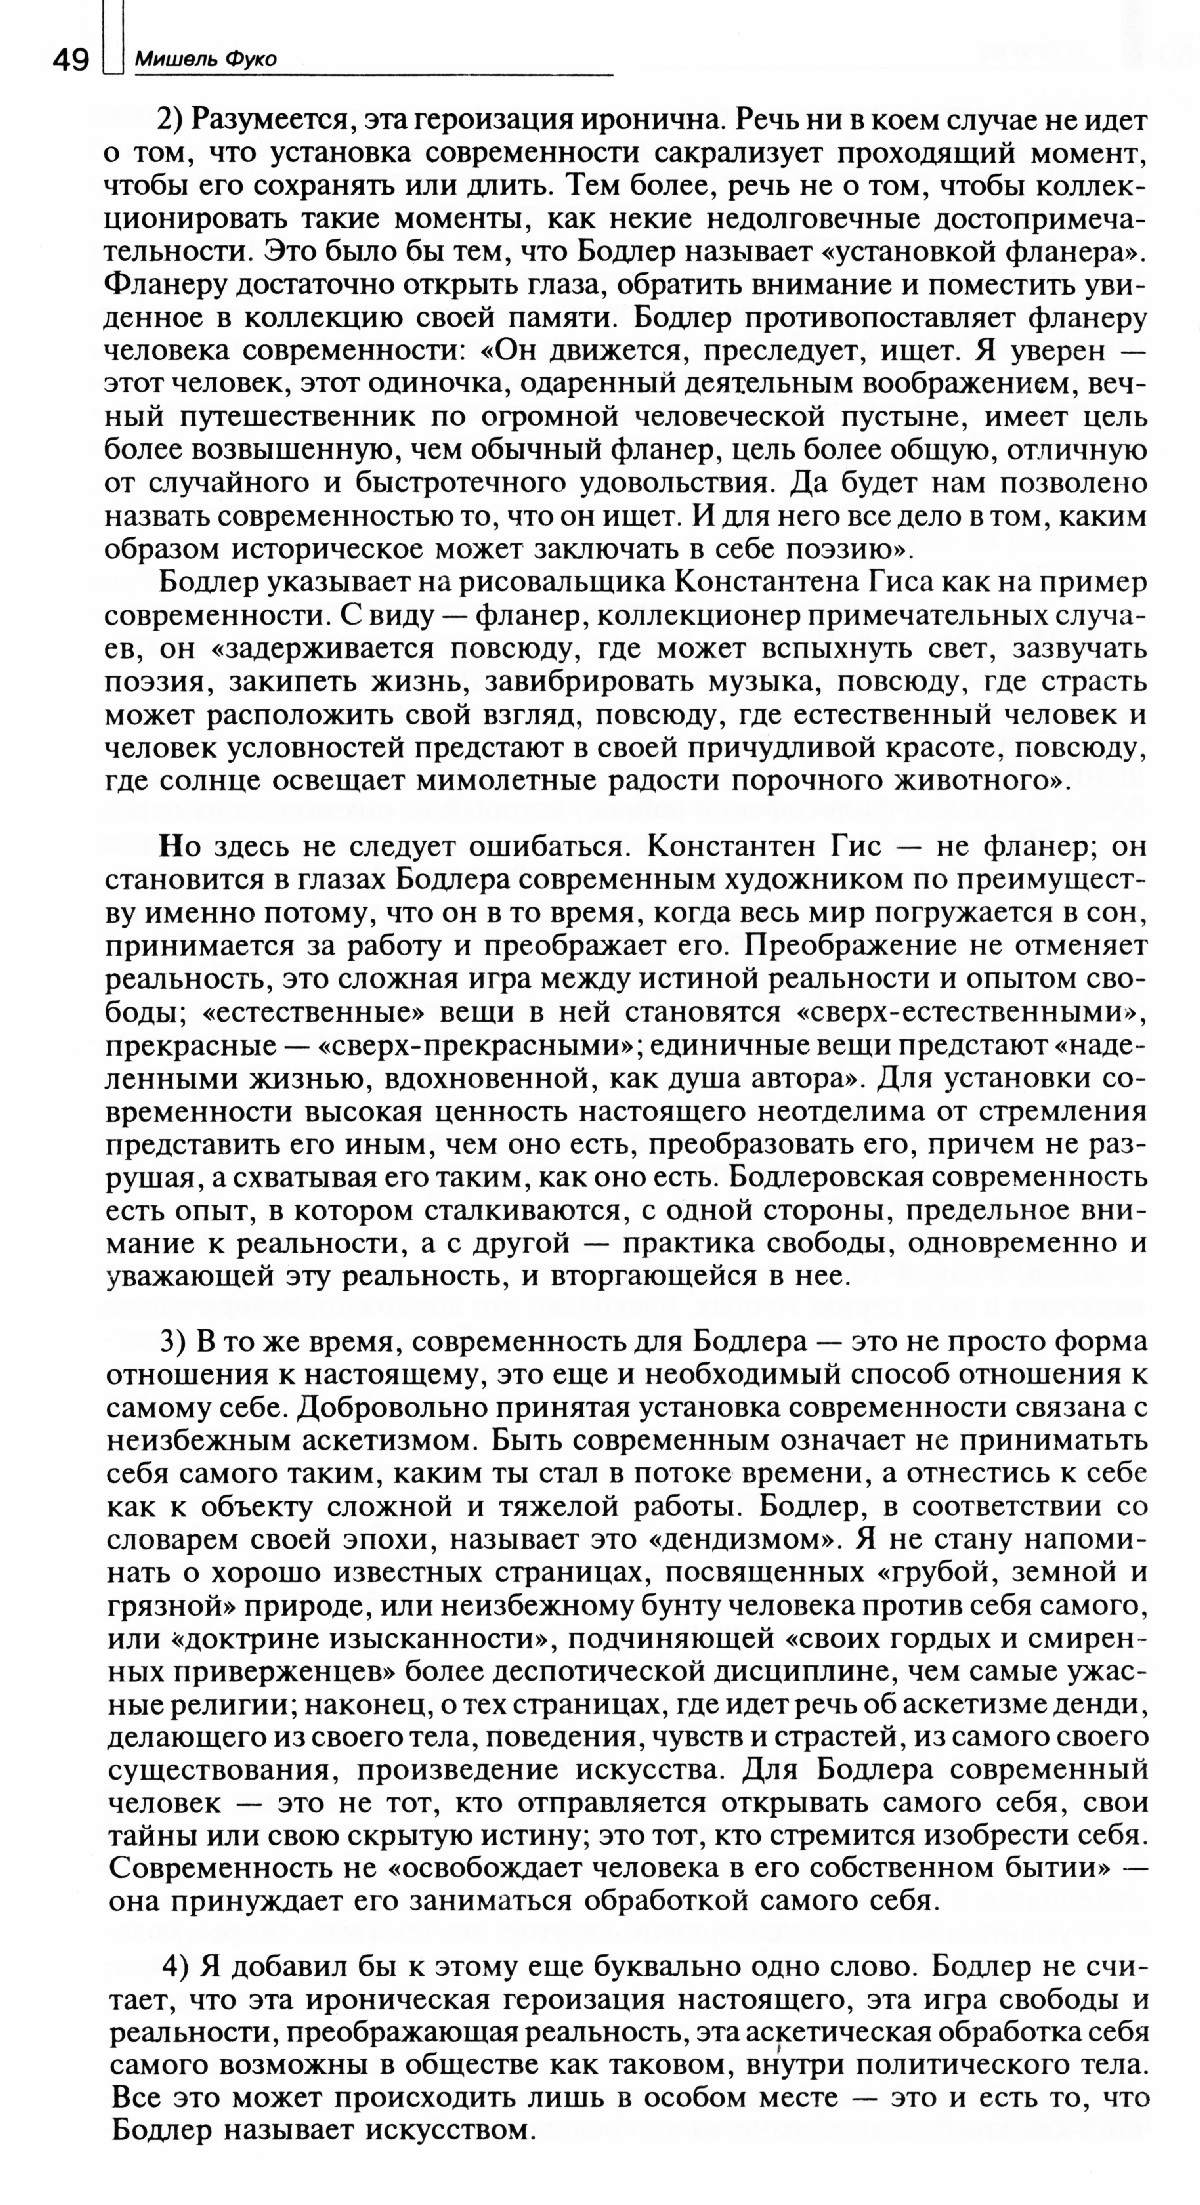 49
Мишель Фуко
2) Разумеется, эта героизация иронична. Речь ни в коем случае не идет
о том, что установка современности сакрализует проходящий момент,
чтобы его сохранять или длить. Тем более, речь не о том, чтобы коллек-
ционировать такие моменты, как некие недолговечные достопримеча-
тельности. Это было бы тем, что Бодлер называет «установкой фланера».
Фланеру достаточно открыть глаза, обратить внимание и поместить уви-
денное в коллекцию своей памяти. Бодлер противопоставляет фланеру
человека современности: «Он движется, преследует, ищет. Я уверен —
этот человек, этот одиночка, одаренный деятельным воображением, веч-
ный путешественник по огромной человеческой пустыне, имеет цель
более возвышенную, чем обычный фланер, цель более общую, отличную
от случайного и быстротечного удовольствия. Да будет нам позволено
назвать современностью то, что он ищет. И для него все дело в том, каким
образом историческое может заключать в себе поэзию».
Бодлер указывает на рисовальщика Константена Гиса как на пример
современности. С виду — фланер, коллекционер примечательных случа-
ев, он «задерживается повсюду, где может вспыхнуть свет, зазвучать
поэзия, закипеть жизнь, завибрировать музыка, повсюду, где страсть
может расположить свой взгляд, повсюду, где естественный человек и
человек условностей предстают в своей причудливой красоте, повсюду,
где солнце освещает мимолетные радости порочного животного».
Но здесь не следует ошибаться. Константен Гис — не фланер; он
становится в глазах Бодлера современным художником по преимущест-
ву именно потому, что он в то время, когда весь мир погружается в сон,
принимается за работу и преображает его. Преображение не отменяет
реальность, это сложная игра между истиной реальности и опытом сво-
боды; «естественные» вещи в ней становятся «сверх-естественными»,
прекрасные — «сверх-прекрасными»; единичные вещи предстают «наде-
ленными жизнью, вдохновенной, как душа автора». Для установки со-
временности высокая ценность настоящего неотделима от стремления
представить его иным, чем оно есть, преобразовать его, причем не раз-
рушая, а схватывая его таким, как оно есть. Бодлеровская современность
есть опыт, в котором сталкиваются, с одной стороны, предельное вни-
мание к реальности, а с другой — практика свободы, одновременно и
уважающей эту реальность, и вторгающейся в нее.
3) В то же время, современность для Бодлера — это не просто форма
отношения к настоящему, это еще и необходимый способ отношения к
самому себе. Добровольно принятая установка современности связана с
неизбежным аскетизмом. Быть современным означает не приниматьть
себя самого таким, каким ты стал в потоке времени, а отнестись к себе
как к объекту сложной и тяжелой работы. Бодлер, в соответствии со
словарем своей эпохи, называет это «дендизмом». Я не стану напоми-
нать о хорошо известных страницах, посвященных «грубой, земной и
грязной» природе, или неизбежному бунту человека против себя самого,
или «доктрине изысканности», подчиняющей «своих гордых и смирен-
ных приверженцев» более деспотической дисциплине, чем самые ужас-
ные религии; наконец, о тех страницах, где идет речь об аскетизме денди,
делающего из своего тела, поведения, чувств и страстей, из самого своего
существования, произведение искусства. Для Бодлера современный
человек — это не тот, кто отправляется открывать самого себя, свои
тайны или свою скрытую истину; это тот, кто стремится изобрести себя.
Современность не «освобождает человека в его собственном бытии» —
она принуждает его заниматься обработкой самого себя.
4) Я добавил бы к этому еще буквально одно слово. Бодлер не счи-
тает, что эта ироническая героизация настоящего, эта игра свободы и
реальности, преображающая реальность, эта аскетическая обработка себя
самого возможны в обществе как таковом, внутри политического тела.
Все это может происходить лишь в особом месте — это и есть то, что
Бодлер называет искусством.